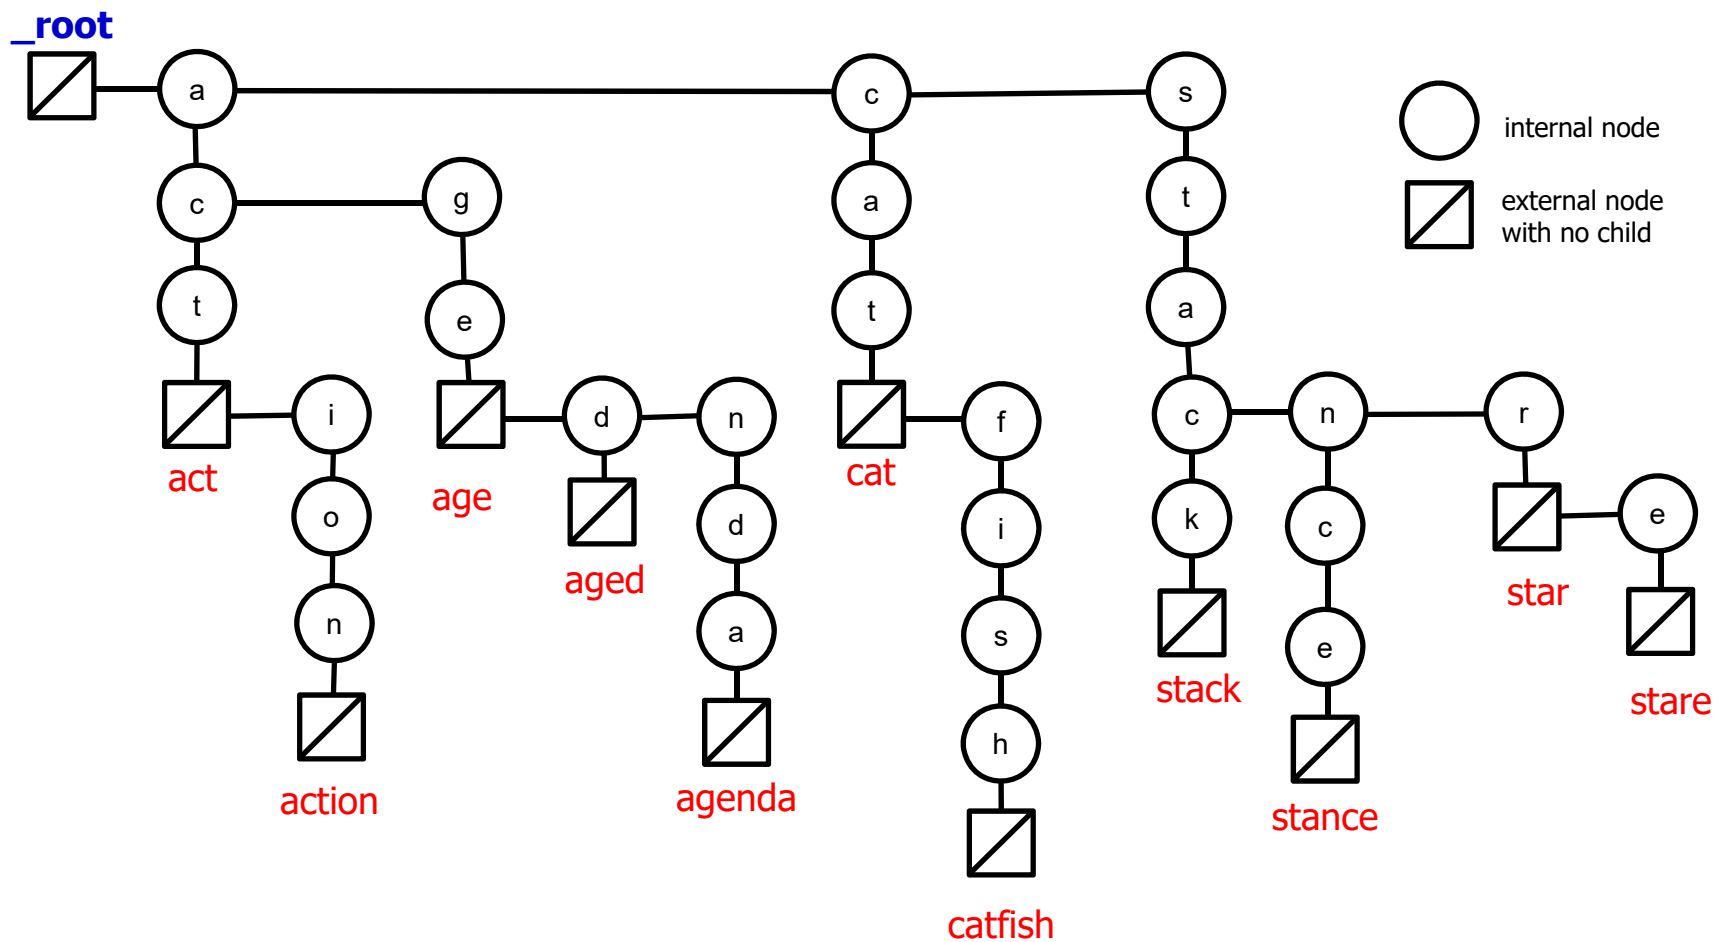 _root
a
c
s
internal node
c
g
a
t
external node
with no child
t
e
t
a
i
d
n
f
c
n
r
act
age
cat
o
d
i
k
c
e
aged
star
n
a
s
e
stack
stare
action
agenda
h
stance
catfish